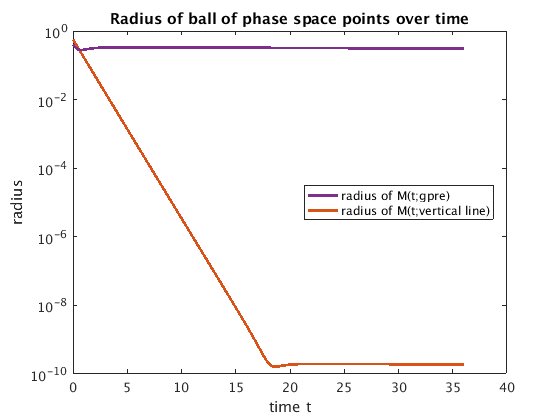 Radius of ball of phase space points over time
10^0
10^-2
10^-4
10^-6
10^-8
10^-10
radius
radius of M(t;gpre)
radius of M(t;vertical line)
0 5 10 15 20 25 30 35 40
time t